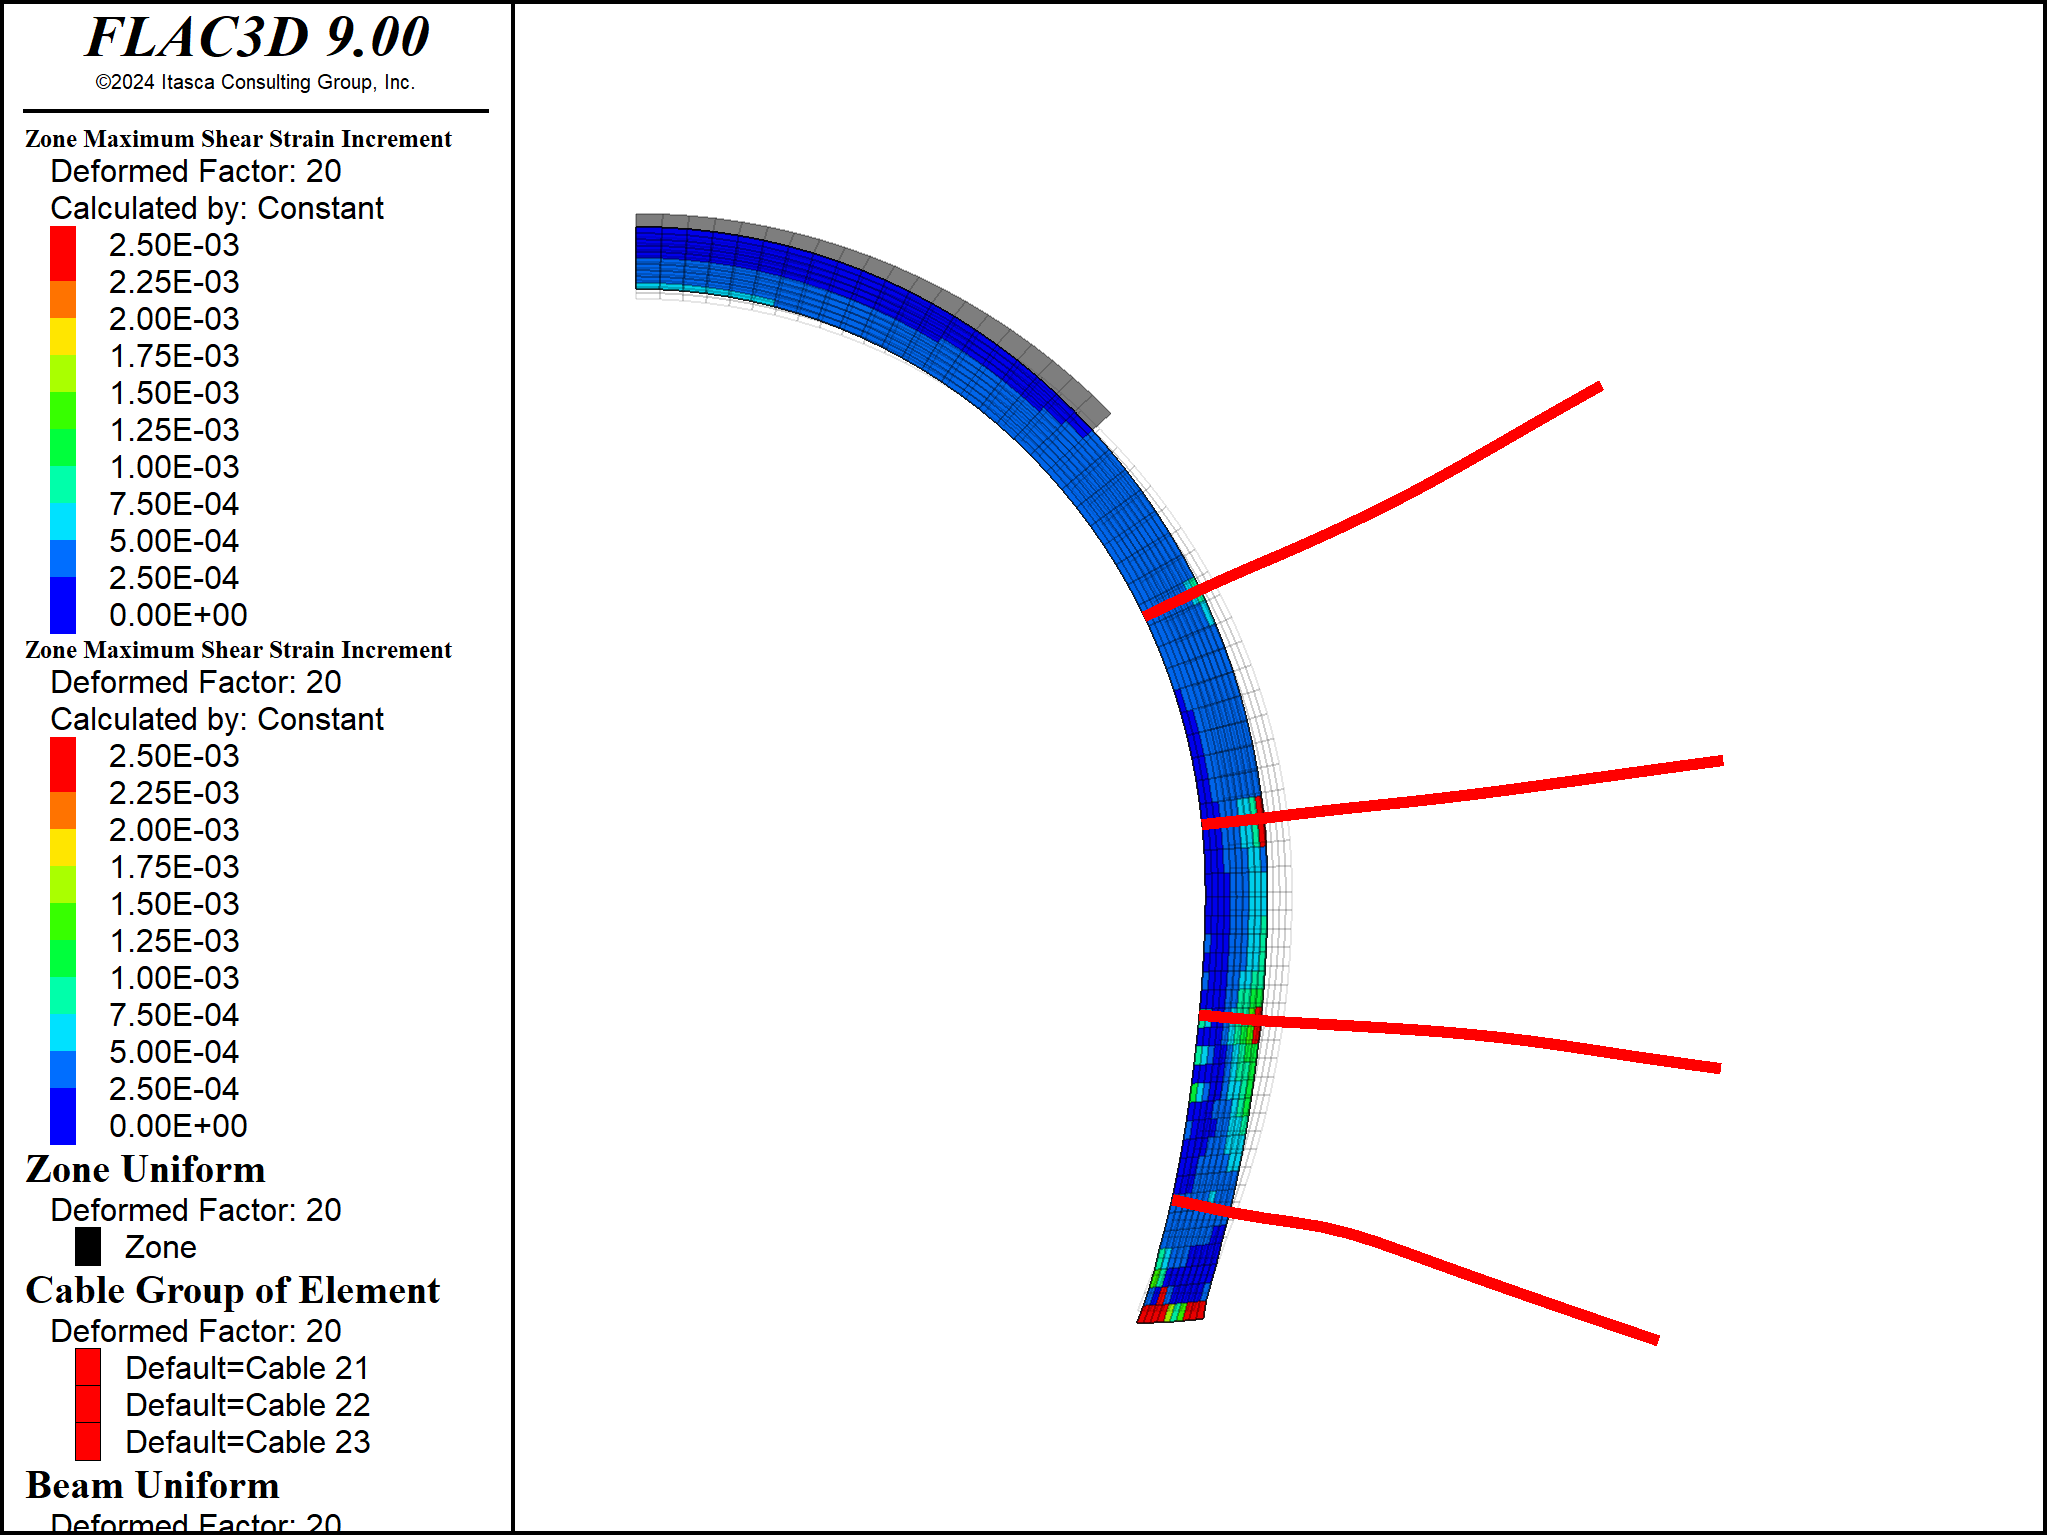 FLAC3D 9.00
©2024 Itasca Consulting Group, Inc.
Zone Maximum Shear Strain Increment
Deformed Factor: 20
Calculated by: Constant
2.50E-03
2.25E-03
2.00E-03
1.75E-03
1.50E-03
1.25E-03
1.00E-03
7.50E-04
5.00E-04
2.50E-04
0.00E+00
Zone Maximum Shear Strain Increment
Deformed Factor: 20
Calculated by: Constant
2.50E-03
2.25E-03
2.00E-03
1.75E-03
1.50E-03
1.25E-03
1.00E-03
7.50E-04
5.00E-04
2.50E-04
0.00E+00
Zone Uniform
Deformed Factor: 20
Zone
Cable Group of Element
Deformed Factor: 20
Default=Cable 21
Default=Cable 22
Default=Cable 23
Beam Uniform
Deformed Factor: 20